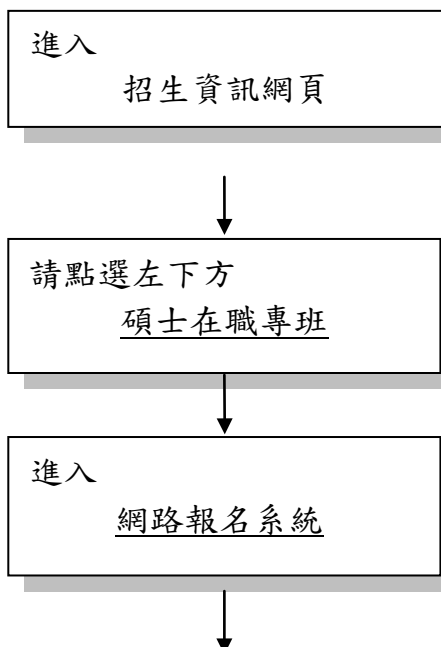 進入
招生資訊網頁
請點選左下方
碩士在職專班
進入
網路報名系統